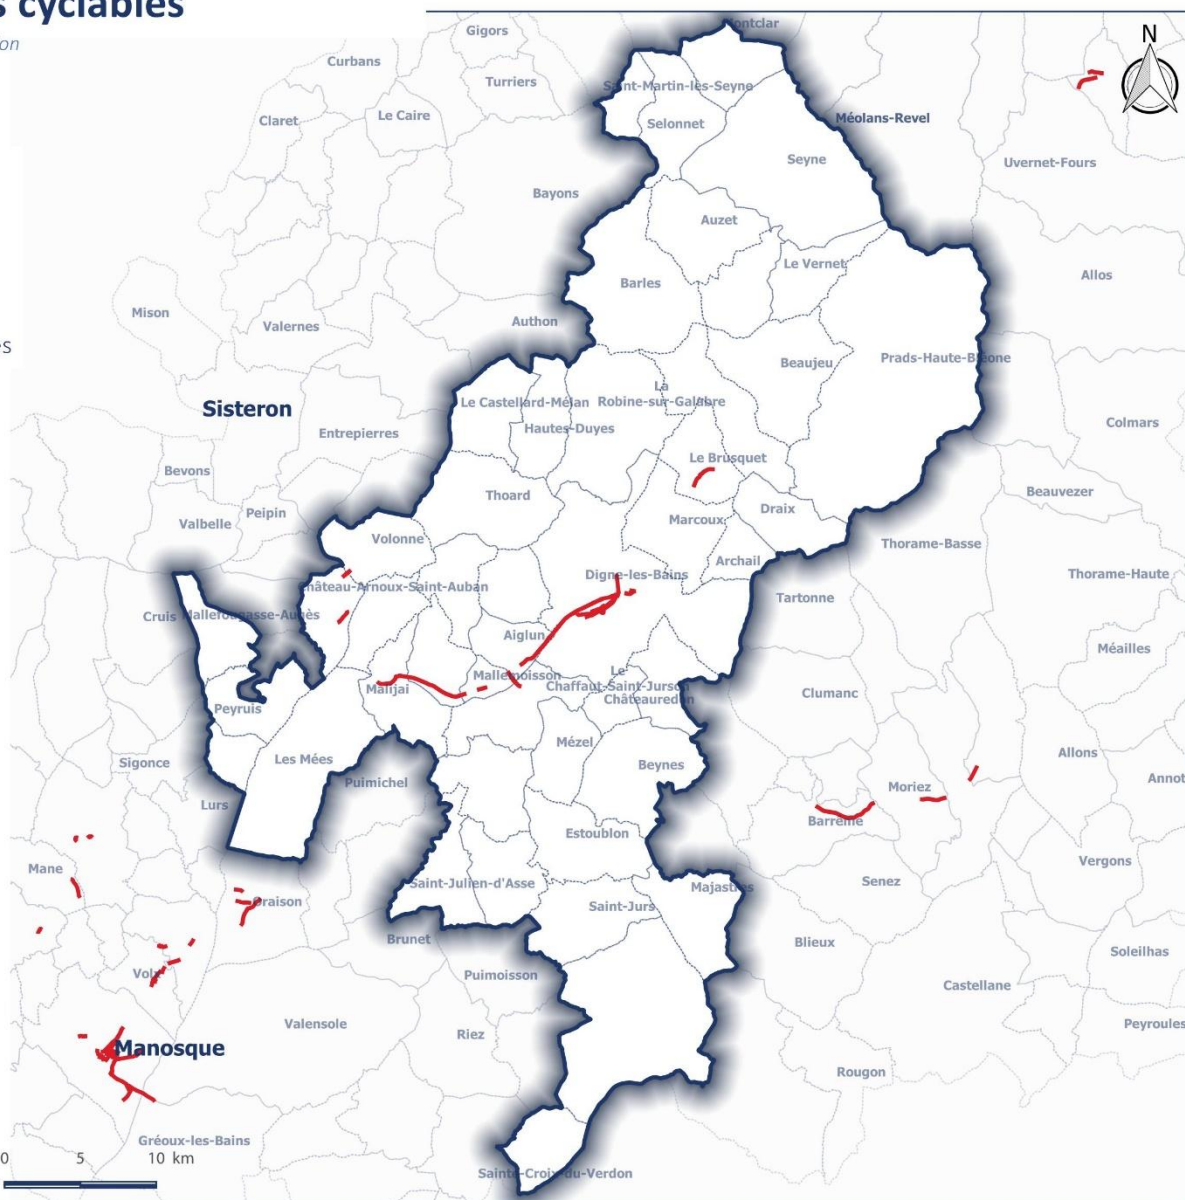 s cyclables
on
Gigors
Montclar
N
Curbans
Turriers
Saint-Martin-lès-Seyne
Claret
Le Caire
Selonnet
Méolans-Revel
Seyne
Uvernet-Fours
Bayons
Auzet
Le Vernet
Barles
Allos
Mison
Authon
Valernes
es
Beaujeu
Prads-Haute-Bléone
Sisteron
Le Castellard-Mélan
La
Robine-sur-Galabre
Entrepierres
Hautes-Duyes
Colmars
Bevons
Le Brusquet
Thoard
Beauvezer
Valbelle
Peipin
Marcoux
Draix
Volonne
Thorame-Basse
Archail
Digne-les-Bains
Thorame-Haute
Château-Arnoux-Saint-Auban
Tartonne
Cruis
Mallefougasse-Augès
Aiglun
Méailles
Mallemoisson
Le
Chaffaut-Saint-Jurson
Malijai
Châteauredon
Clumanc
Peyruis
Mézel
Allons
Sigonce
Les Mées
Beynes
Puimichel
Annot
Moriez
Lurs
Barrême
Estoublon
Vergons
Mane
Saint-Julien-d'Asse
Senez
Majastres
Oraison
Saint-Jurs
Brunet
Blieux
Soleilhas
Volx
Puimoisson
Castellane
Valensole
Riez
Peyroules
Manosque
Rougon
Gréoux-les-Bains
0 5 10 km
Sainte-Croix-du-Verdon